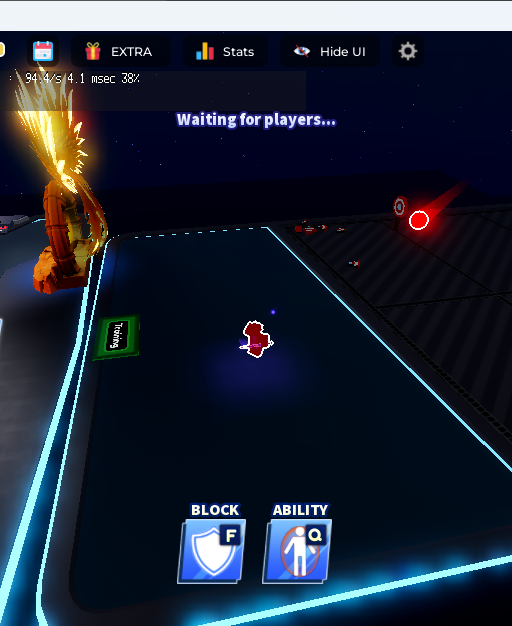 EXTRA
Stats
Hide UI
: 94.4/s 4.1 msec 38%
Waiting for players...
Training
BLOCK
ABILITY
F
Q